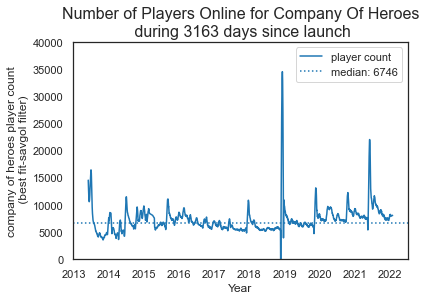 Number of Players Online for Company Of Heroes
during 3163 days since launch
company of heroes player count
(best fit-savgol filter)
40000
35000
30000
25000
20000
15000
10000
5000
0
player count
median: 6746
2013 2014 2015 2016 2017 2018 2019 2020 2021 2022
Year